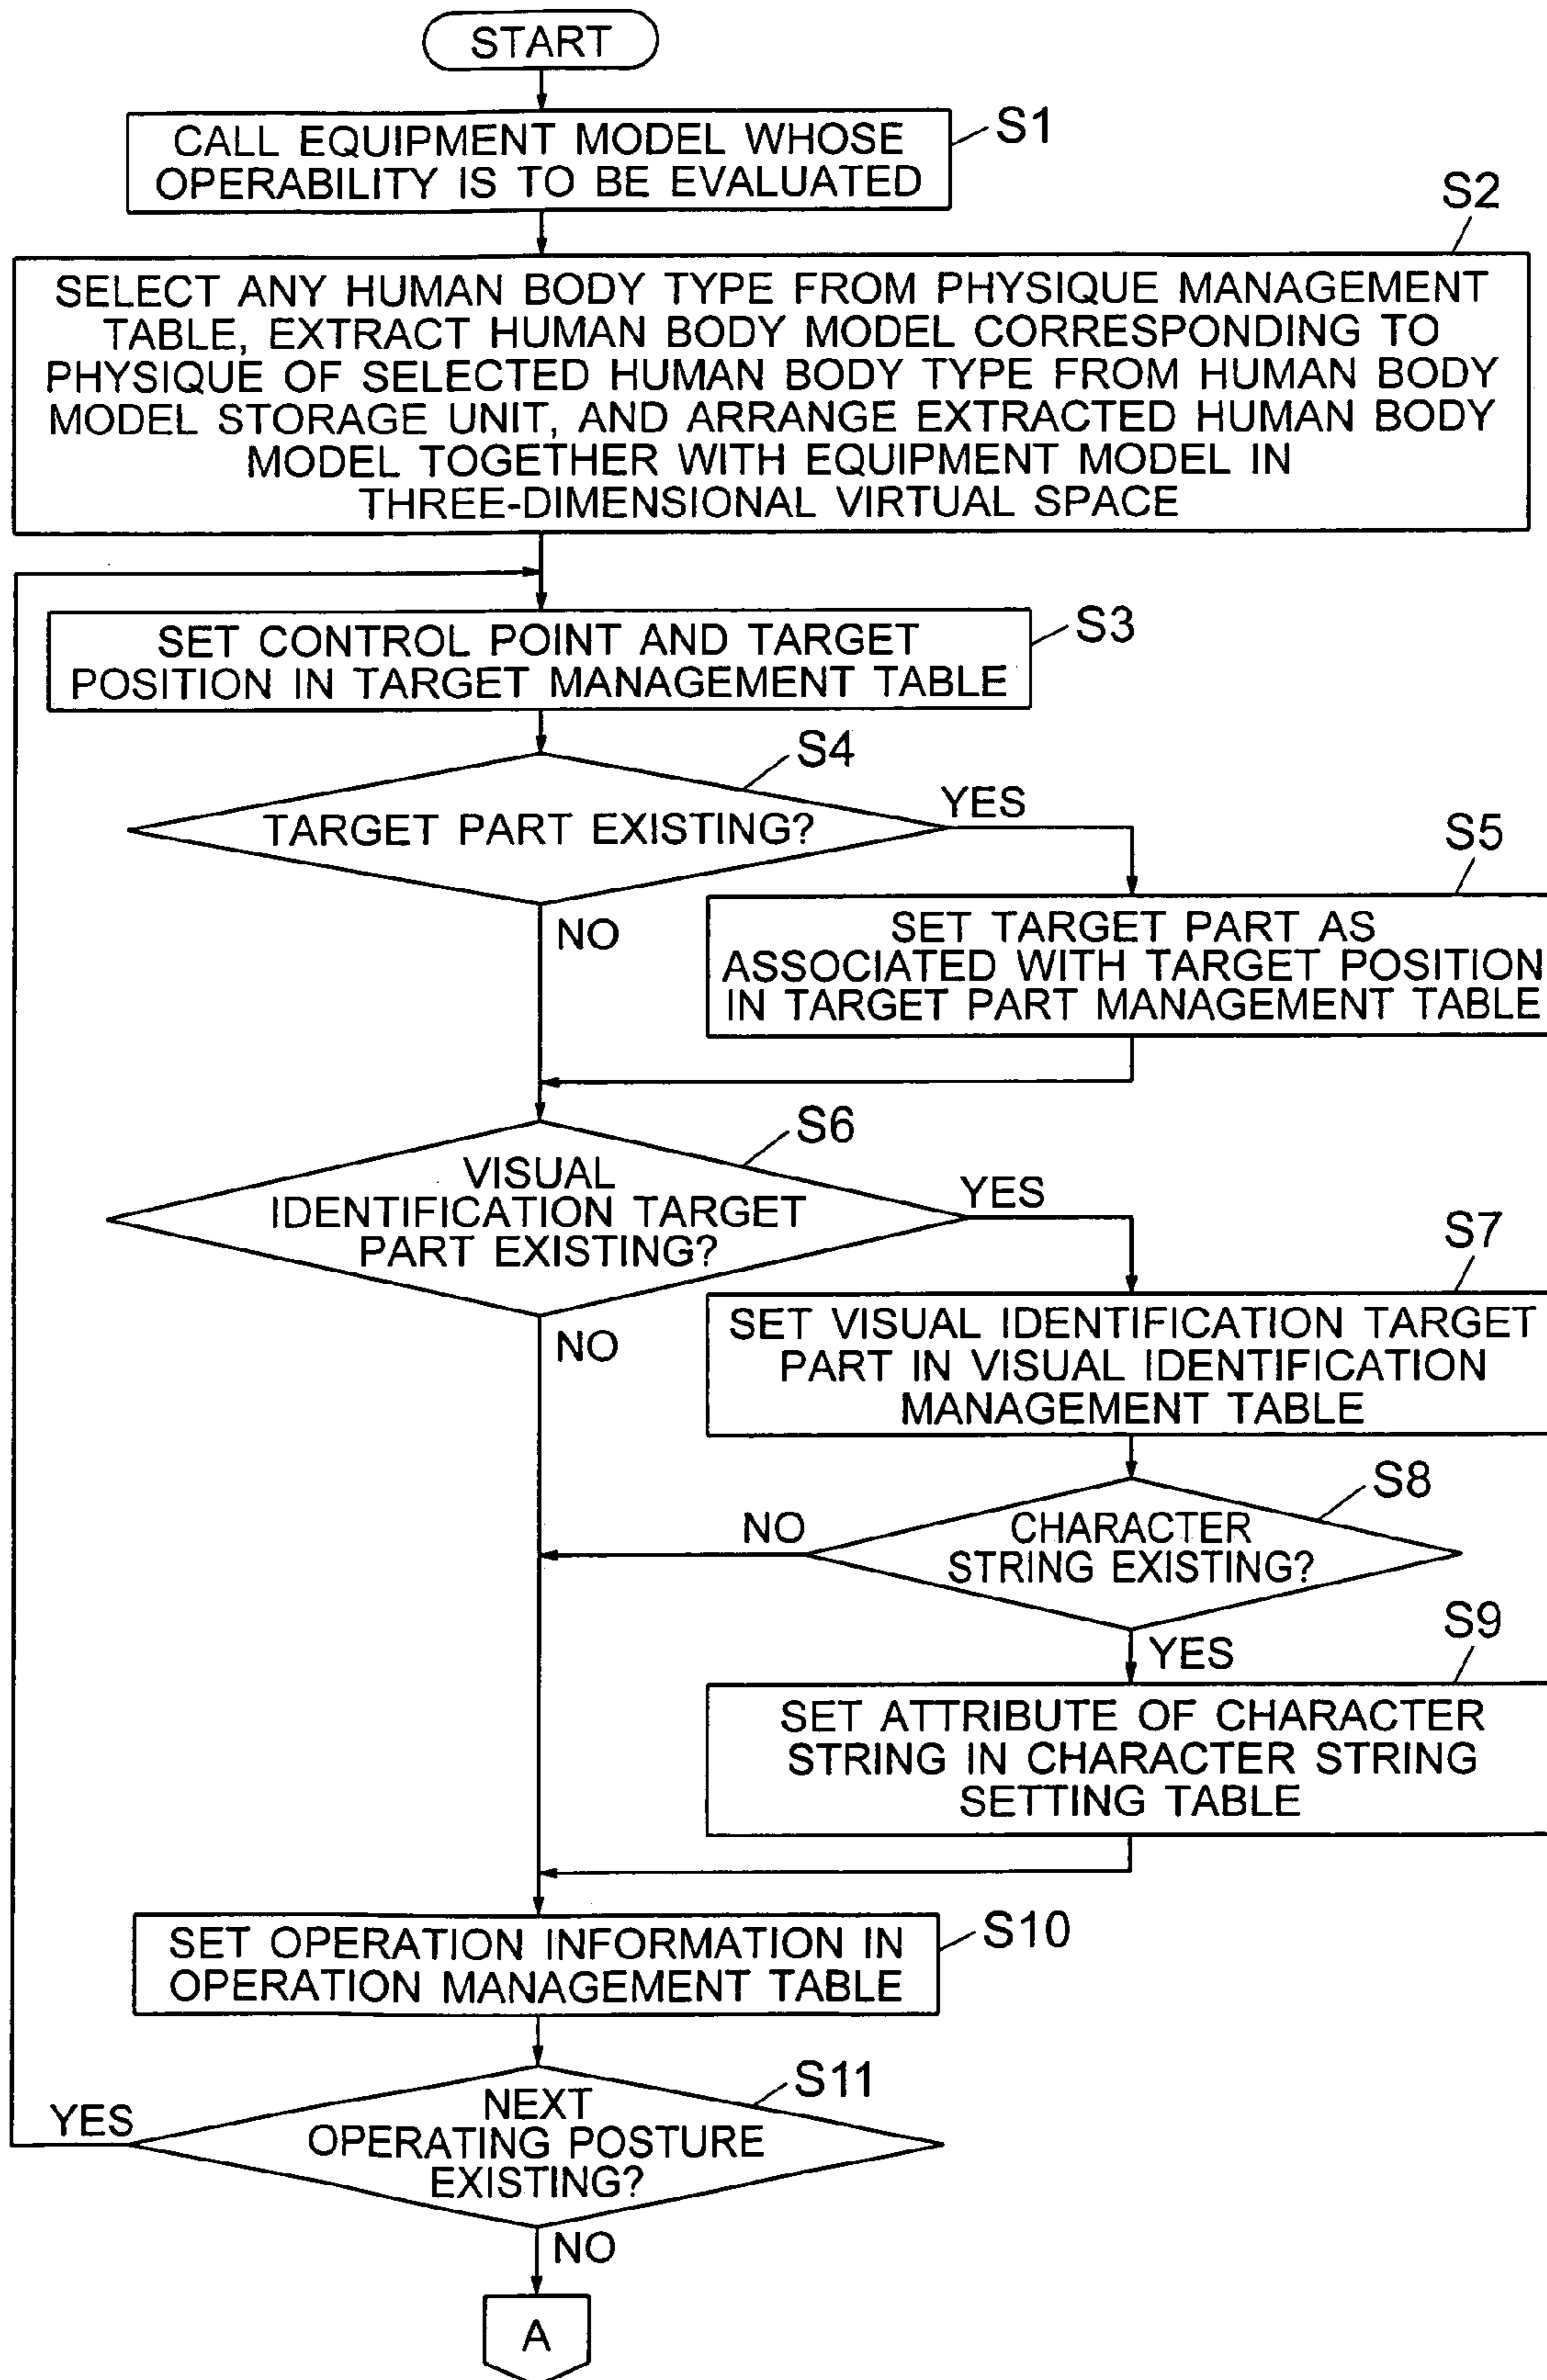 START
CALL EQUIPMENT MODEL WHOSE
OPERABILITY IS TO BE EVALUATED
S1
S2
SELECT ANY HUMAN BODY TYPE FROM PHYSIQUE MANAGEMENT
TABLE, EXTRACT HUMAN BODY MODEL CORRESPONDING TO
PHYSIQUE OF SELECTED HUMAN BODY TYPE FROM HUMAN BODY
MODEL STORAGE UNIT, AND ARRANGE EXTRACTED HUMAN BODY
MODEL TOGETHER WITH EQUIPMENT MODEL IN
THREE-DIMENSIONAL VIRTUAL SPACE
SET CONTROL POINT AND TARGET
POSITION IN TARGET MANAGEMENT TABLE
S3
S4
TARGET PART EXISTING?
YES
NO
S5
SET TARGET PART AS
ASSOCIATED WITH TARGET POSITION
IN TARGET PART MANAGEMENT TABLE
S6
VISUAL
IDENTIFICATION TARGET
PART EXISTING?
YES
NO
S7
SET VISUAL IDENTIFICATION TARGET
PART IN VISUAL IDENTIFICATION
MANAGEMENT TABLE
S8
CHARACTER
STRING EXISTING?
NO
YES
S9
SET ATTRIBUTE OF CHARACTER
STRING IN CHARACTER STRING
SETTING TABLE
SET OPERATION INFORMATION IN
OPERATION MANAGEMENT TABLE
S10
S11
NEXT
OPERATING POSTURE
EXISTING?
YES
NO
A